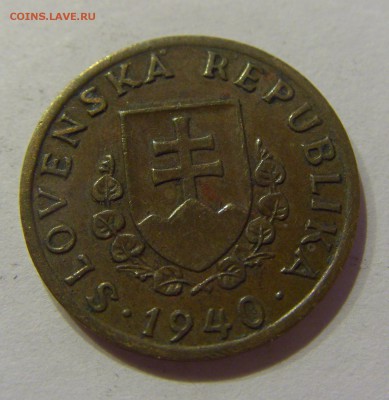 COINS.LAVE.RU
SLOVENSKÁ REPUBLIKA
· 1940 ·